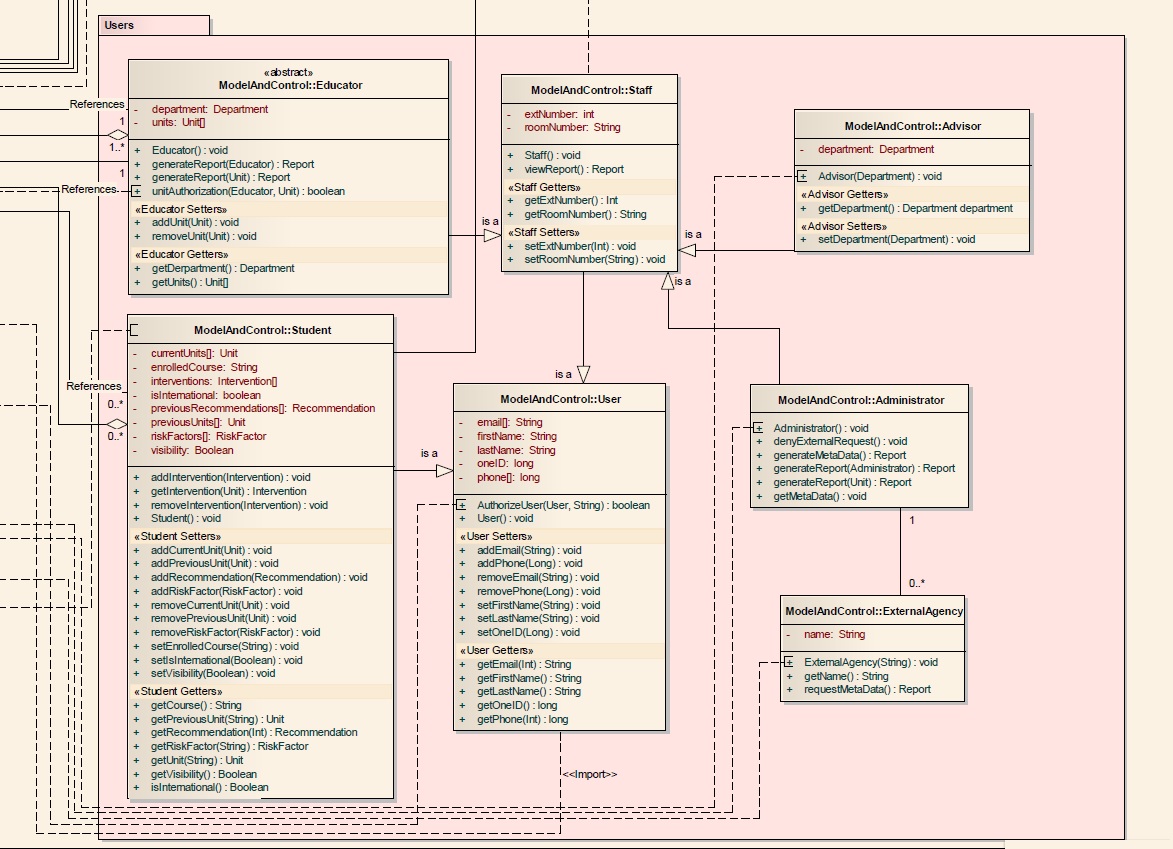 Users
«abstract»
ModelAndControl::Educator
- department: Department
- units: Unit[]
+ Educator() : void
+ generateReport(Educator) : Report
+ generateReport(Unit) : Report
+ unitAuthorization(Educator, Unit) : boolean
«Educator Setters»
+ addUnit(Unit) : void
+ removeUnit(Unit) : void
«Educator Getters»
+ getDerpartment() : Department
+ getUnits() : Unit[]
References
1
1..*
1
References
is a
ModelAndControl::Staff
- extNumber: int
- roomNumber: String
+ Staff() : void
+ viewReport() : Report
«Staff Getters»
+ getExtNumber() : Int
+ getRoomNumber() : String
«Staff Setters»
+ setExtNumber(Int) : void
+ setRoomNumber(String) : void
is a
is a
is a
ModelAndControl::Advisor
- department: Department
+ Advisor(Department) : void
«Advisor Getters»
+ getDepartment() : Department department
«Advisor Setters»
+ setDepartment(Department) : void
ModelAndControl::Student
- currentUnits[]: Unit
- enrolledCourse: String
- interventions: Intervention[]
- isInternational: boolean
- previousRecommendations[]: Recommendation
- previousUnits[]: Unit
- riskFactors[]: RiskFactor
- visibility: Boolean
+ addIntervention(Intervention) : void
+ getIntervention(Unit) : Intervention
+ removeIntervention(Intervention) : void
+ Student() : void
«Student Setters»
+ addCurrentUnit(Unit) : void
+ addPreviousUnit(Unit) : void
+ addRecommendation(Recommendation) : void
+ addRiskFactor(RiskFactor) : void
+ removeCurrentUnit(Unit) : void
+ removePreviousUnit(Unit) : void
+ removeRiskFactor(RiskFactor) : void
+ setEnrolledCourse(String) : void
+ setIsInternational(Boolean) : void
+ setVisibility(Boolean) : void
«Student Getters»
+ getCourse() : String
+ getPreviousUnit(String) : Unit
+ getRecommendation(Int) : Recommendation
+ getRiskFactor(String) : RiskFactor
+ getUnit(String) : Unit
+ getVisibility() : Boolean
+ isInternational() : Boolean
References
0..*
0..*
is a
ModelAndControl::User
- email[]: String
- firstName: String
- lastName: String
- oneID: long
- phone[]: long
+ AuthorizeUser(User, String) : boolean
+ User() : void
«User Setters»
+ addEmail(String) : void
+ addPhone(Long) : void
+ removeEmail(String) : void
+ removePhone(Long) : void
+ setFirstName(String) : void
+ setLastName(String) : void
+ setOneID(Long) : void
«User Getters»
+ getEmail(Int) : String
+ getFirstName() : String
+ getLastName() : String
+ getOneID() : long
+ getPhone(Int) : long
<<Import>>
ModelAndControl::Administrator
+ Administrator() : void
+ denyExternalRequest() : void
+ generateMetaData() : Report
+ generateReport(Administrator) : Report
+ generateReport(Unit) : Report
+ getMetaData() : void
1
0..*
ModelAndControl::ExternalAgency
- name: String
+ ExternalAgency(String) : void
+ getName() : String
+ requestMetaData() : Report